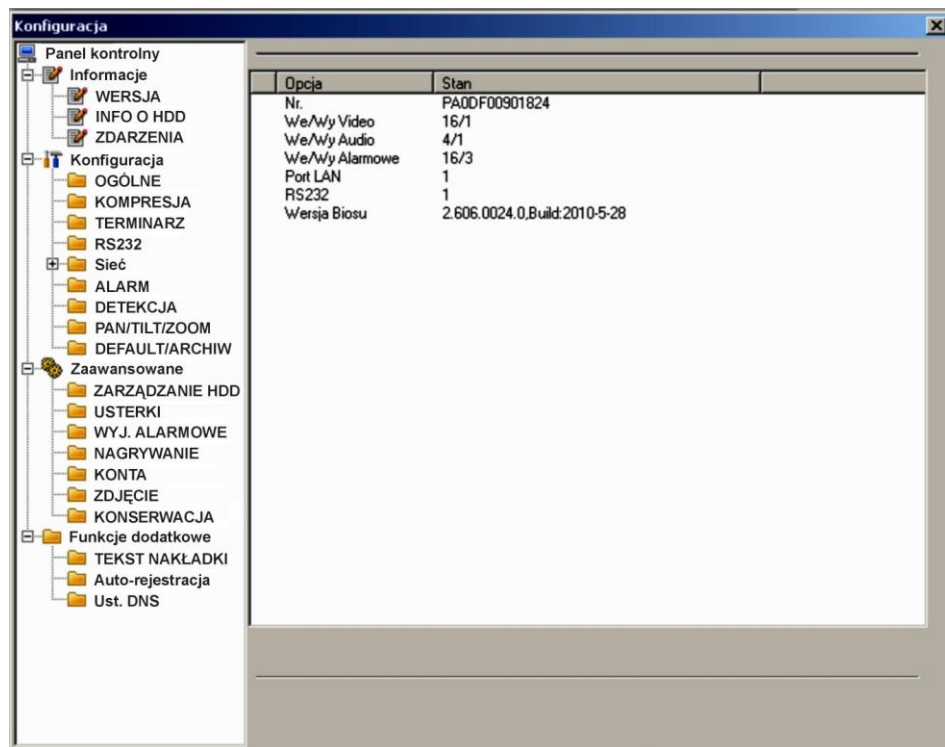 Konfiguracja
Panel kontrolny
Informacje
WERSJA
INFO O HDD
ZDARZENIA
Konfiguracja
OGÓLNE
KOMPRESJA
TERMINARZ
RS232
Sieć
ALARM
DETEKCJA
PAN/TILT/ZOOM
DEFAULT/ARCHIW
Zaawansowane
ZARZĄDZANIE HDD
USTERKI
WYJ. ALARMOWE
NAGRYWANIE
KONTA
ZDJĘCIE
KONSERWACJA
Funkcje dodatkowe
TEKST NAKŁADKI
Auto-rejestracja
Ust. DNS
Opcja Stan
Nr. PA0DF00901824
We/Wy Video 16/1
We/Wy Audio 4/1
We/Wy Alarmowe 16/3
Port LAN 1
RS232 1
Wersja Biosu 2.606.0024.0,Build:2010-5-28